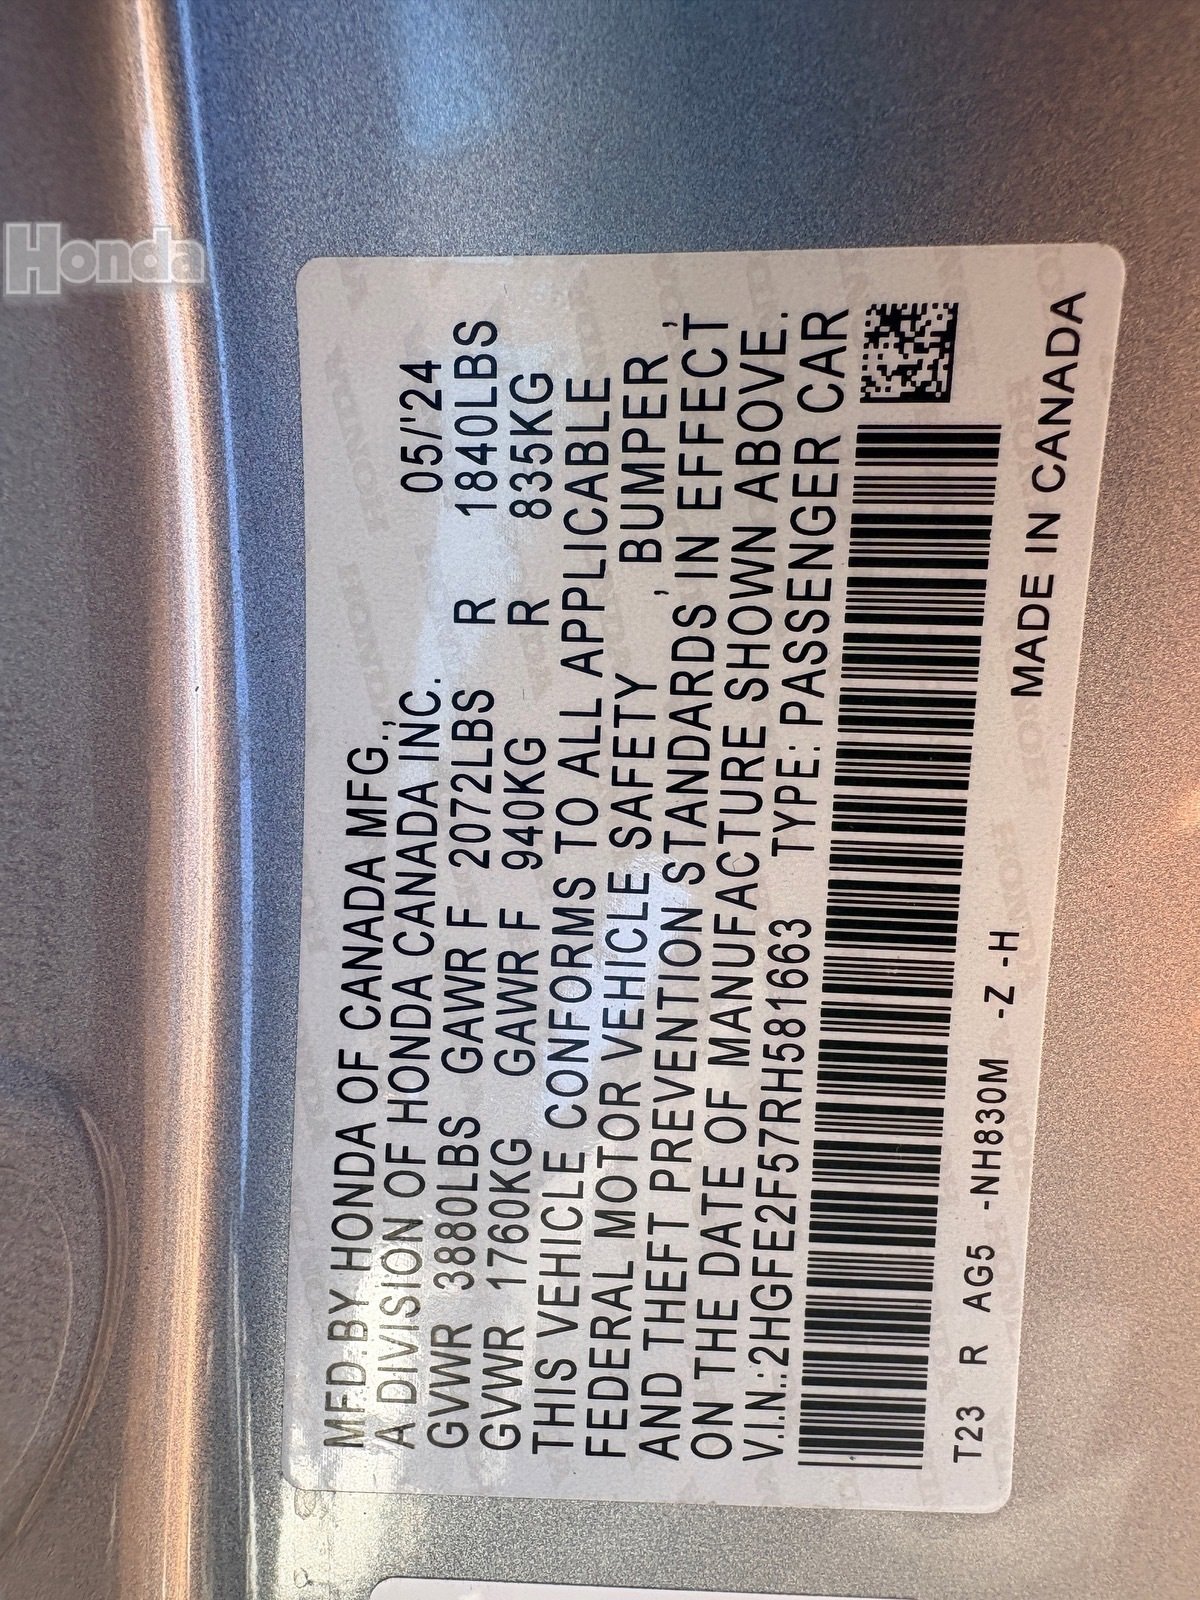 Honda
MFD.BY HONDA OF CANADA MFG.,
A DIVISION OF HONDA CANADA INC. 05/'24
GVWR 3880LBS GAWR F 2072LBS R 1840LBS
GVWR 1760KG GAWR F 940KG R 835KG
THIS VEHICLE CONFORMS TO ALL APPLICABLE
FEDERAL MOTOR VEHICLE SAFETY , BUMPER ,
AND THEFT PREVENTION STANDARDS IN EFFECT
ON THE DATE OF MANUFACTURE SHOWN ABOVE.
V.I.N.:2HGFE2F57RH581663 TYPE:PASSENGER CAR
T23 R AG5 -NH830M -Z -H
MADE IN CANADA